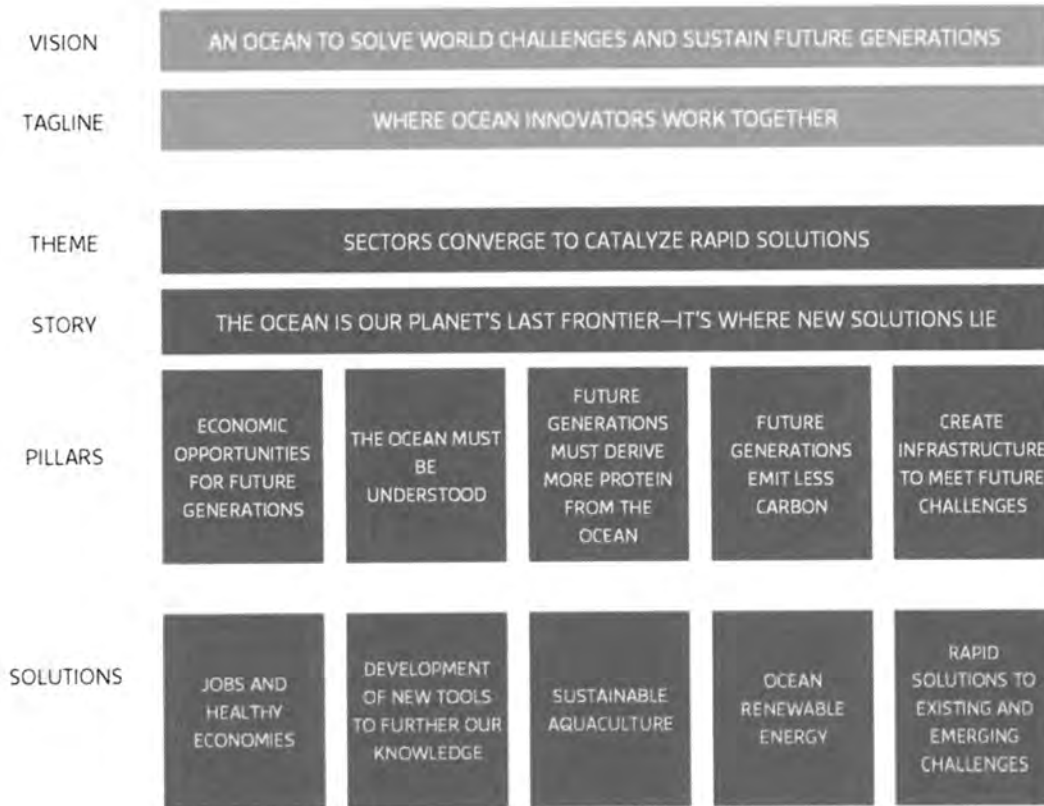 VISION
AN OCEAN TO SOLVE WORLD CHALLENGES AND SUSTAIN FUTURE GENERATIONS
TAGLINE
WHERE OCEAN INNOVATORS WORK TOGETHER
THEME
SECTORS CONVERGE TO CATALYZE RAPID SOLUTIONS
STORY
THE OCEAN IS OUR PLANET'S LAST FRONTIER—IT'S WHERE NEW SOLUTIONS LIE
PILLARS
ECONOMIC
OPPORTUNITIES
FOR FUTURE
GENERATIONS
THE OCEAN MUST
BE
UNDERSTOOD
FUTURE
GENERATIONS
MUST DERIVE
MORE PROTEIN
FROM THE
OCEAN
FUTURE
GENERATIONS
EMIT LESS
CARBON
CREATE
INFRASTRUCTURE
TO MEET FUTURE
CHALLENGES
SOLUTIONS
JOBS AND
HEALTHY
ECONOMIES
DEVELOPMENT
OF NEW TOOLS
TO FURTHER OUR
KNOWLEDGE
SUSTAINABLE
AQUACULTURE
OCEAN
RENEWABLE
ENERGY
RAPID
SOLUTIONS TO
EXISTING AND
EMERGING
CHALLENGES